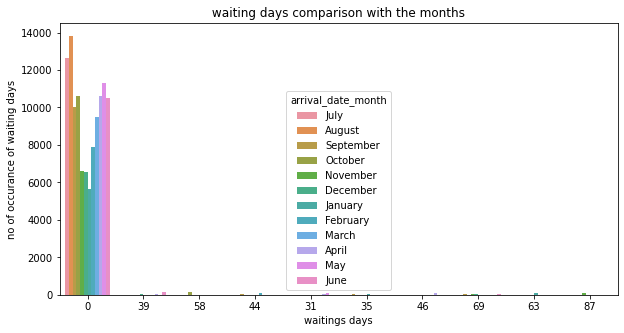 waiting days comparison with the months
14000
12000
10000
8000
6000
4000
2000
0
no of occurance of waiting days
arrival_date_month
July
August
September
October
November
December
January
February
March
April
May
June
0 39 58 44 31 35 46 69 63 87
waitings days